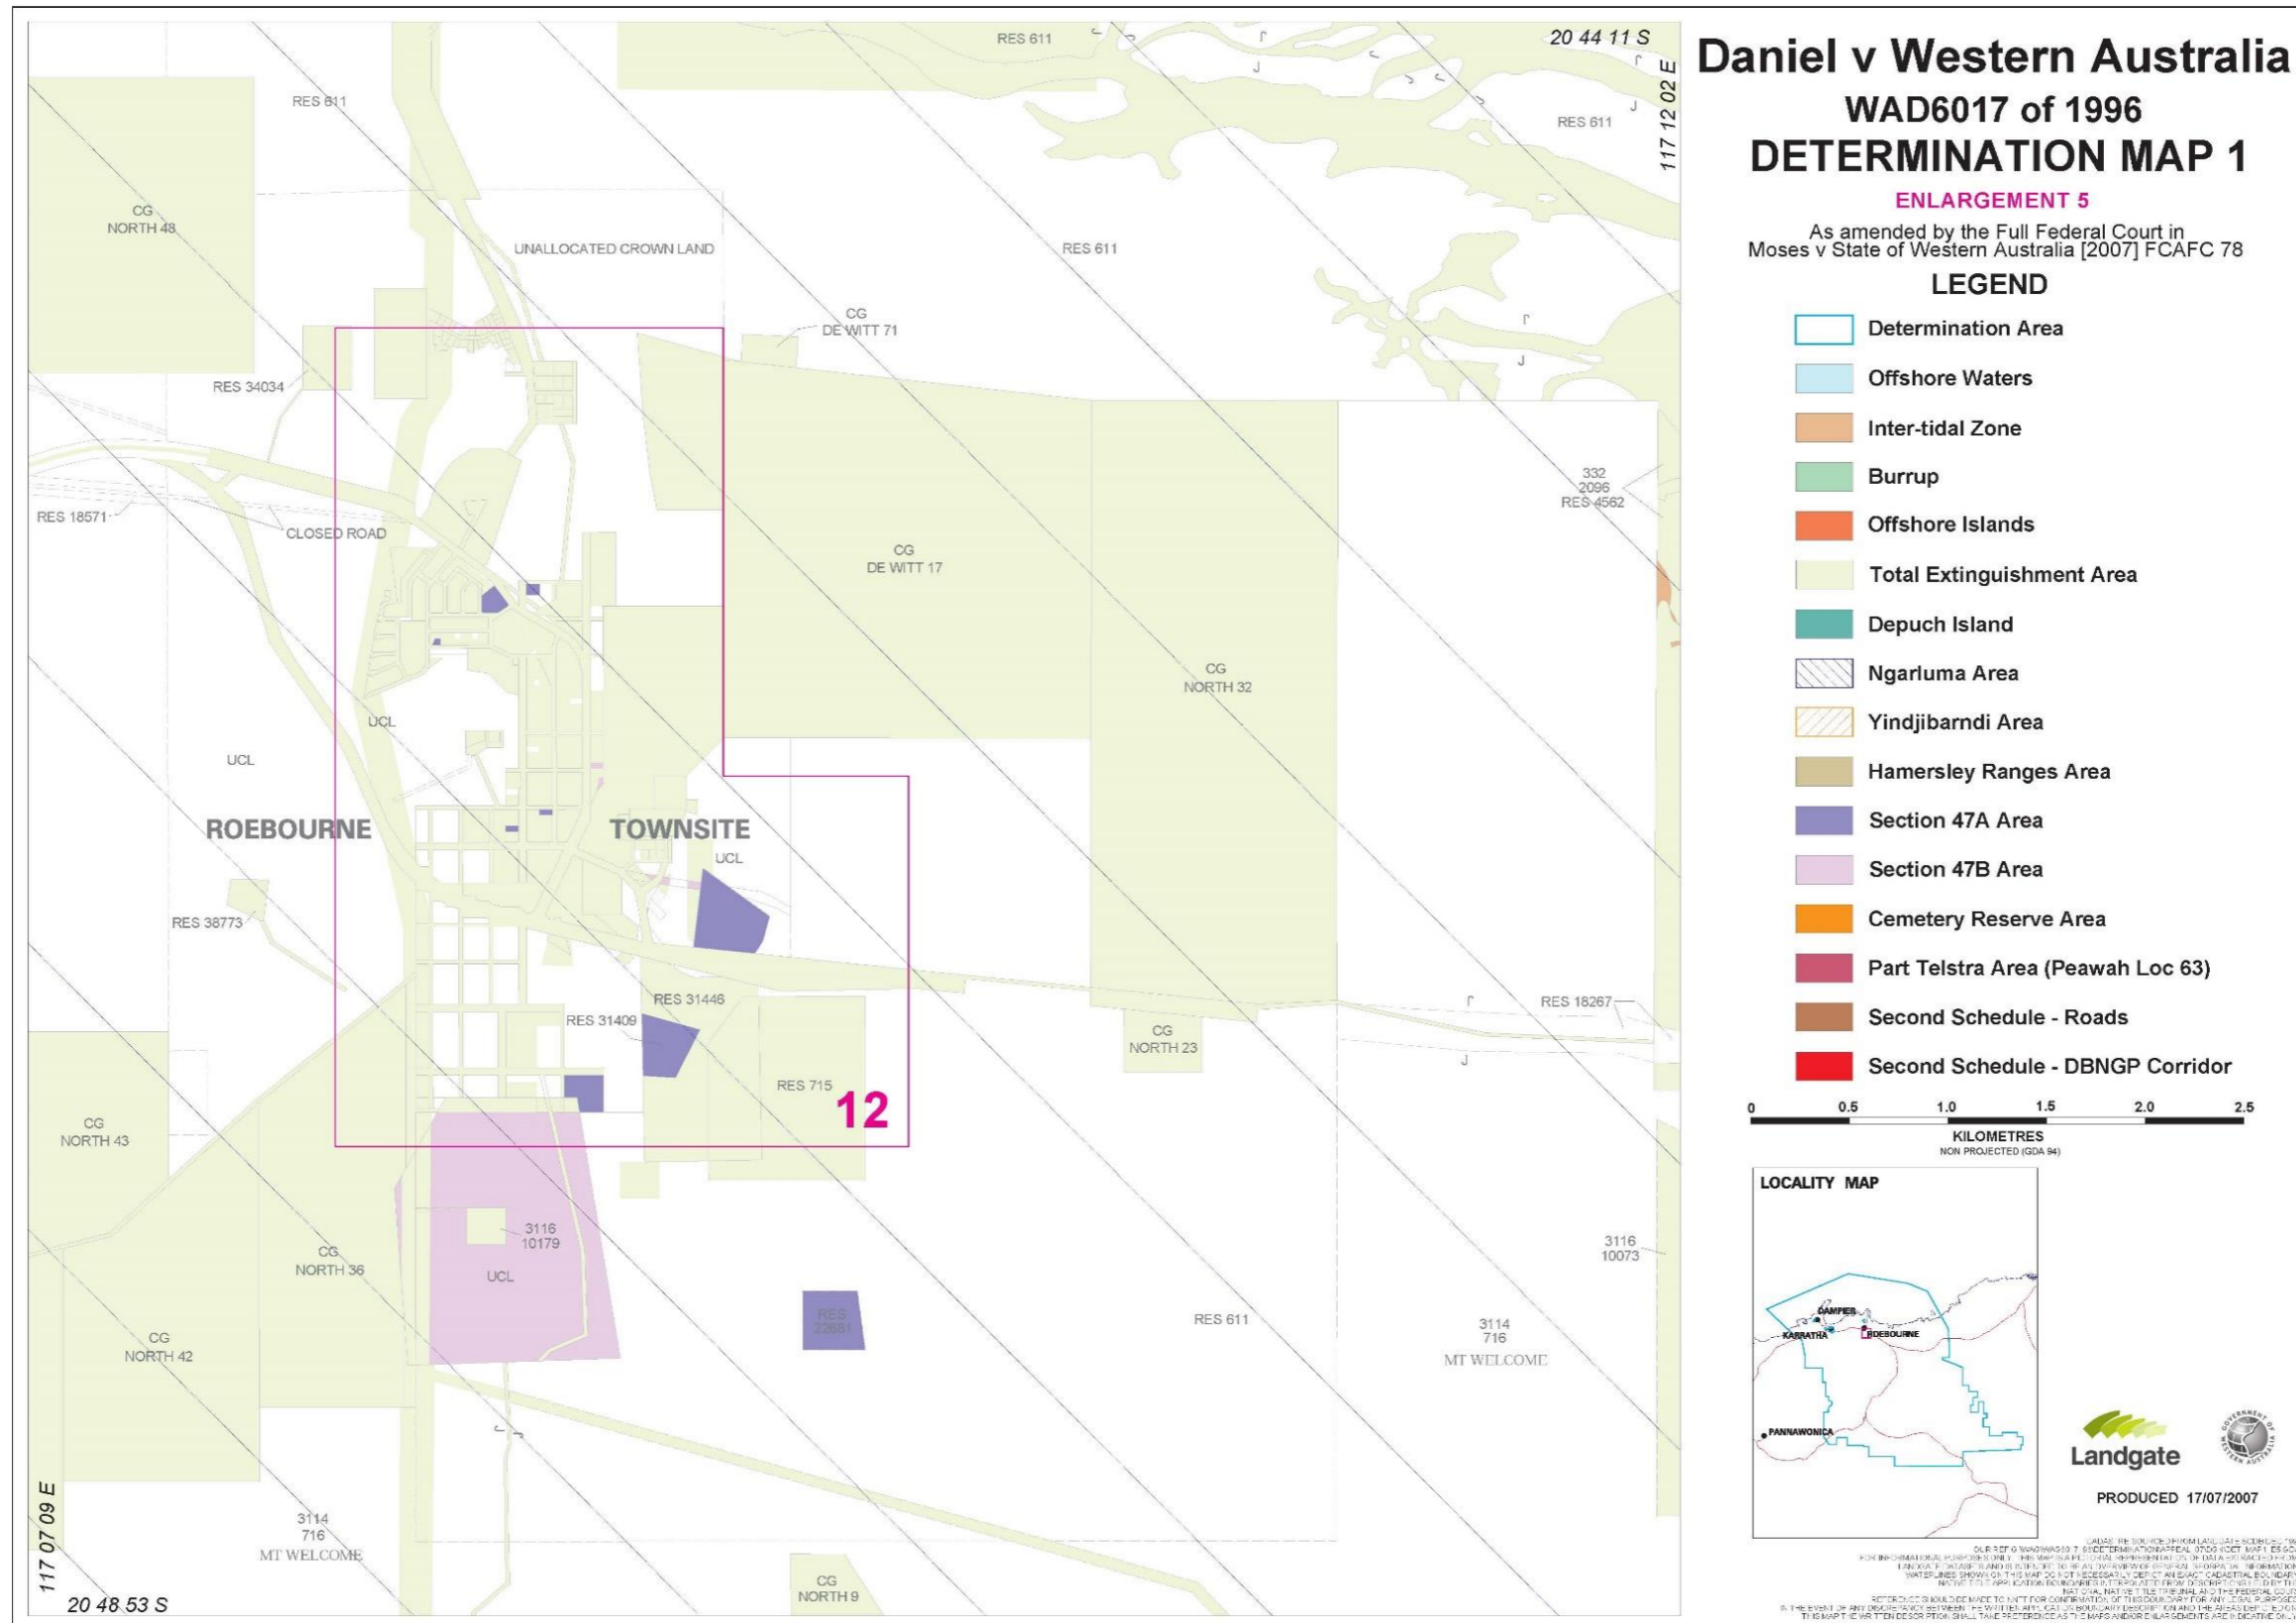 20 44 11 S
117 12 02 E
RES 611
RES 611
RES 611
CG
NORTH 48
UNALLOCATED CROWN LAND
RES 611
CG
DE WITT 71
RES 34034
332
2096
RES 4562
RES 18571
CLOSED ROAD
CG
DE WITT 17
CG
NORTH 32
UCL
UCL
ROEBOURNE
TOWNSITE
UCL
RES 38773
RES 31446
RES 31409
RES 18267
CG
NORTH 23
RES 715
12
CG
NORTH 43
3116
10179
UCL
CG
NORTH 36
3116
10073
RES
22681
RES 611
3114
716
MT WELCOME
CG
NORTH 42
3114
716
MT WELCOME
CG
NORTH 9
117 07 09 E
20 48 53 S
Daniel v Western Australia
WAD6017 of 1996
DETERMINATION MAP 1
ENLARGEMENT 5
As amended by the Full Federal Court in
Moses v State of Western Australia [2007] FCAFC 78
LEGEND
Determination Area
Offshore Waters
Inter-tidal Zone
Burrup
Offshore Islands
Total Extinguishment Area
Depuch Island
Ngarluma Area
Yindjibarndi Area
Hamersley Ranges Area
Section 47A Area
Section 47B Area
Cemetery Reserve Area
Part Telstra Area (Peawah Loc 63)
Second Schedule - Roads
Second Schedule - DBNGP Corridor
0 0.5 1.0 1.5 2.0 2.5
KILOMETRES
NON PROJECTED (GDA 94)
LOCALITY MAP
DAMPIER
KARRATHA
ROEBOURNE
PANNAWONICA
Landgate
GOVERNMENT OF
WESTERN AUSTRALIA
PRODUCED 17/07/2007